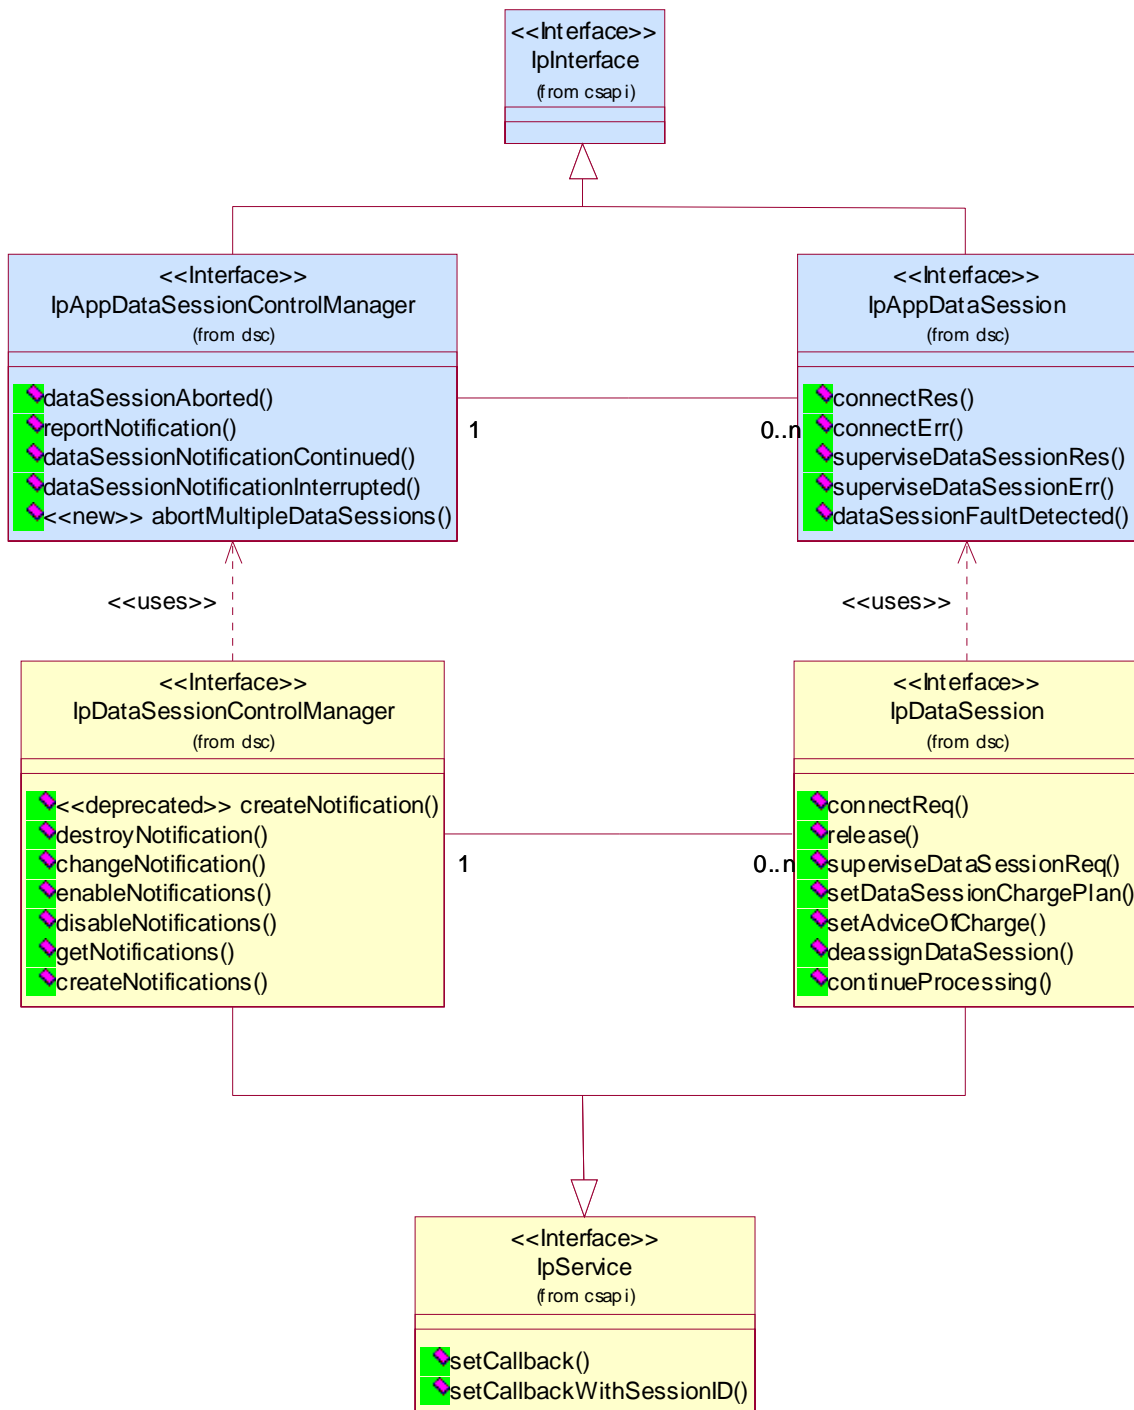 <<Interface>>
IpInterface
(from csapi)
<<Interface>>
IpAppDataSessionControlManager
(from dsc)
dataSessionAborted()
reportNotification()
dataSessionNotificationContinued()
dataSessionNotificationInterrupted()
<<new>> abortMultipleDataSessions()
<<Interface>>
IpAppDataSession
(from dsc)
connectRes()
connectErr()
superviseDataSessionRes()
superviseDataSessionErr()
dataSessionFaultDetected()
1
0..n
<<uses>>
<<uses>>
<<Interface>>
IpDataSessionControlManager
(from dsc)
<<deprecated>> createNotification()
destroyNotification()
changeNotification()
enableNotifications()
disableNotifications()
getNotifications()
createNotifications()
<<Interface>>
IpDataSession
(from dsc)
connectReq()
release()
superviseDataSessionReq()
setDataSessionChargePlan()
setAdviceOfCharge()
deassignDataSession()
continueProcessing()
1
0..n
<<Interface>>
IpService
(from csapi)
setCallback()
setCallbackWithSessionID()